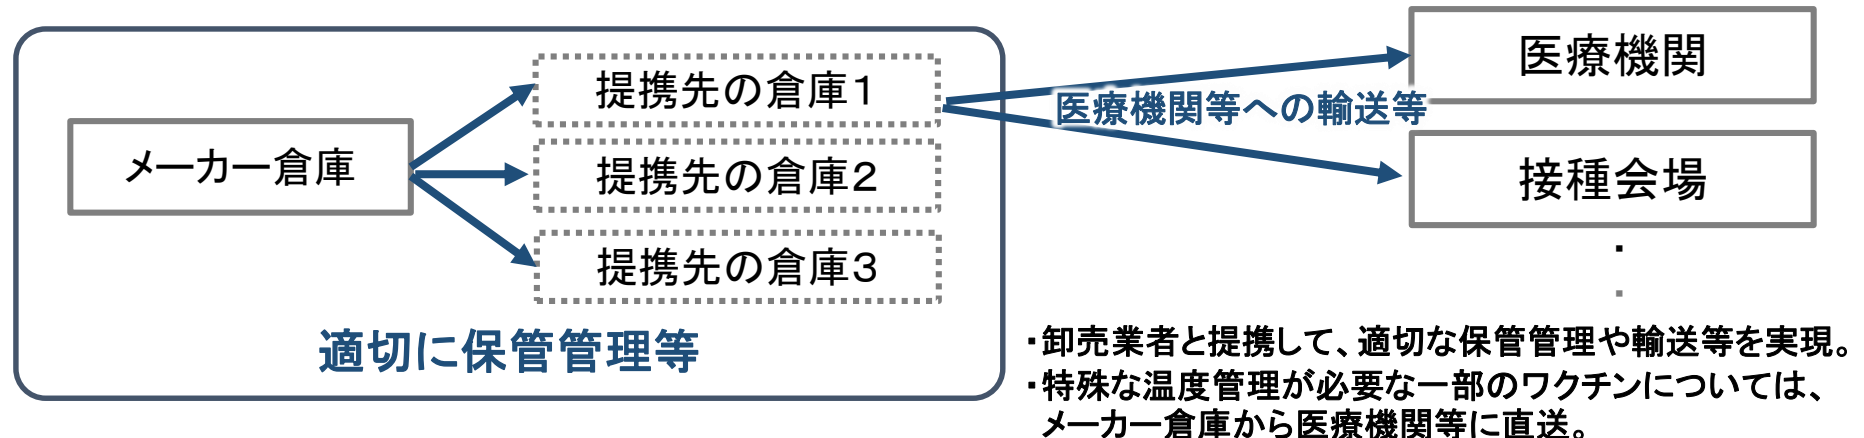 メーカー倉庫
提携先の倉庫1
提携先の倉庫2
提携先の倉庫3
適切に保管管理等
医療機関等への輸送等
医療機関
接種会場
・
・
・卸売業者と提携して、適切な保管管理や輸送等を実現。
・特殊な温度管理が必要な一部のワクチンについては、
メーカー倉庫から医療機関等に直送。